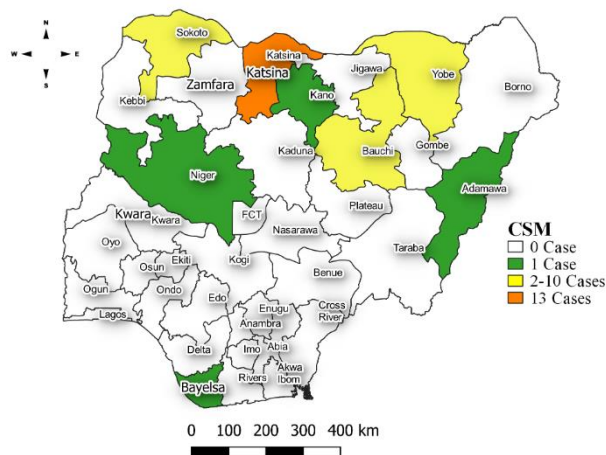 N
W E
S
Sokoto
Katsina
Katsina
Jigawa
Yobe
Borno
Zamfara
Kebbi
Kano
Kaduna
Bauchi
Gombe
Niger
Adamawa
Plateau
FCT
Kwara
Kwara
Nasarawa
Taraba
Oyo
Kogi
Benue
Osun
Ekiti
Ogun
Ondo
Edo
Enugu
Cross
River
Lagos
Anambra
Delta
Imo
Abia
Bayelsa
Rivers
Akwa
Ibom
CSM
0 Case
1 Case
2-10 Cases
13 Cases
0 100 200 300 400 km